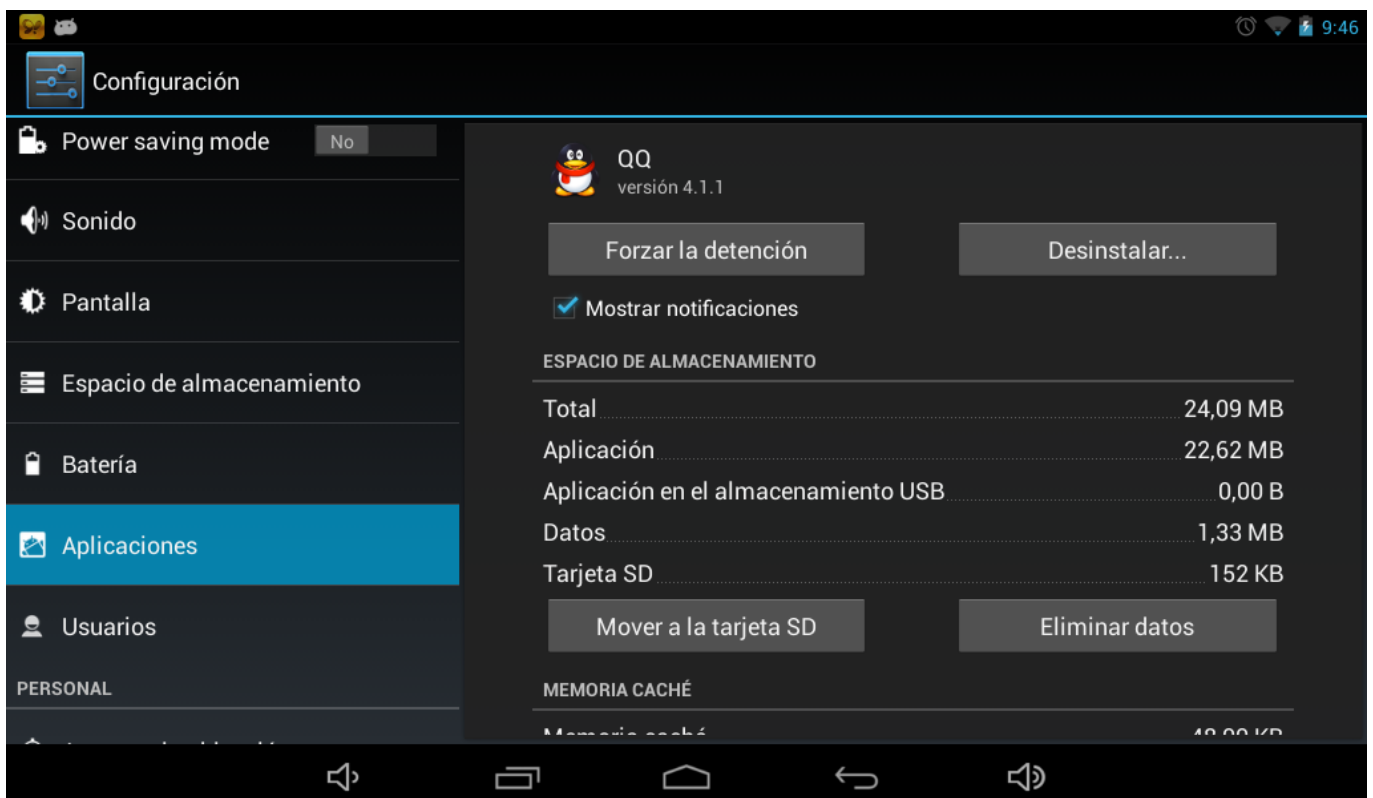 9:46
Configuración
Power saving mode No
Sonido
Pantalla
Espacio de almacenamiento
Batería
Aplicaciones
Usuarios
PERSONAL
QQ
versión 4.1.1
Forzar la detención Desinstalar...
Mostrar notificaciones
ESPACIO DE ALMACENAMIENTO
Total 24,09 MB
Aplicación 22,62 MB
Aplicación en el almacenamiento USB 0,00 B
Datos 1,33 MB
Tarjeta SD 152 KB
Mover a la tarjeta SD Eliminar datos
MEMORIA CACHÉ
Memoria caché